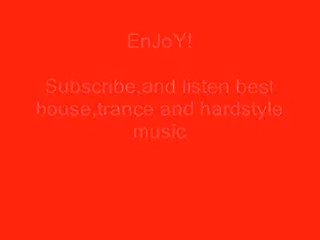 EnJoY!
Subscribe,and listen best
house,trance and hardstyle
music